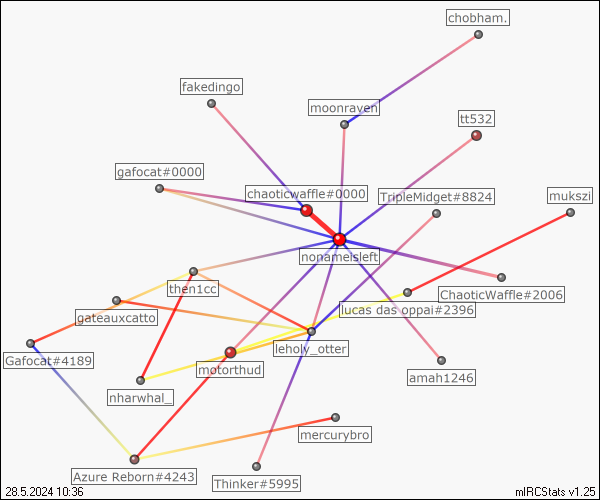 chobham.
fakedingo
moonraven
tt532
gafocat#0000
chaoticwaffle#0000
TripleMidget#8824
mukszi
nonameisleft
then1cc
ChaoticWaffle#2006
lucas das oppai#2396
gateauxcatto
leholy_otter
Gafocat#4189
motorthud
amah1246
nharwhal_
mercurybro
Azure Reborn#4243
Thinker#5995
28.5.2024 10:36
mIRCStats v1.25